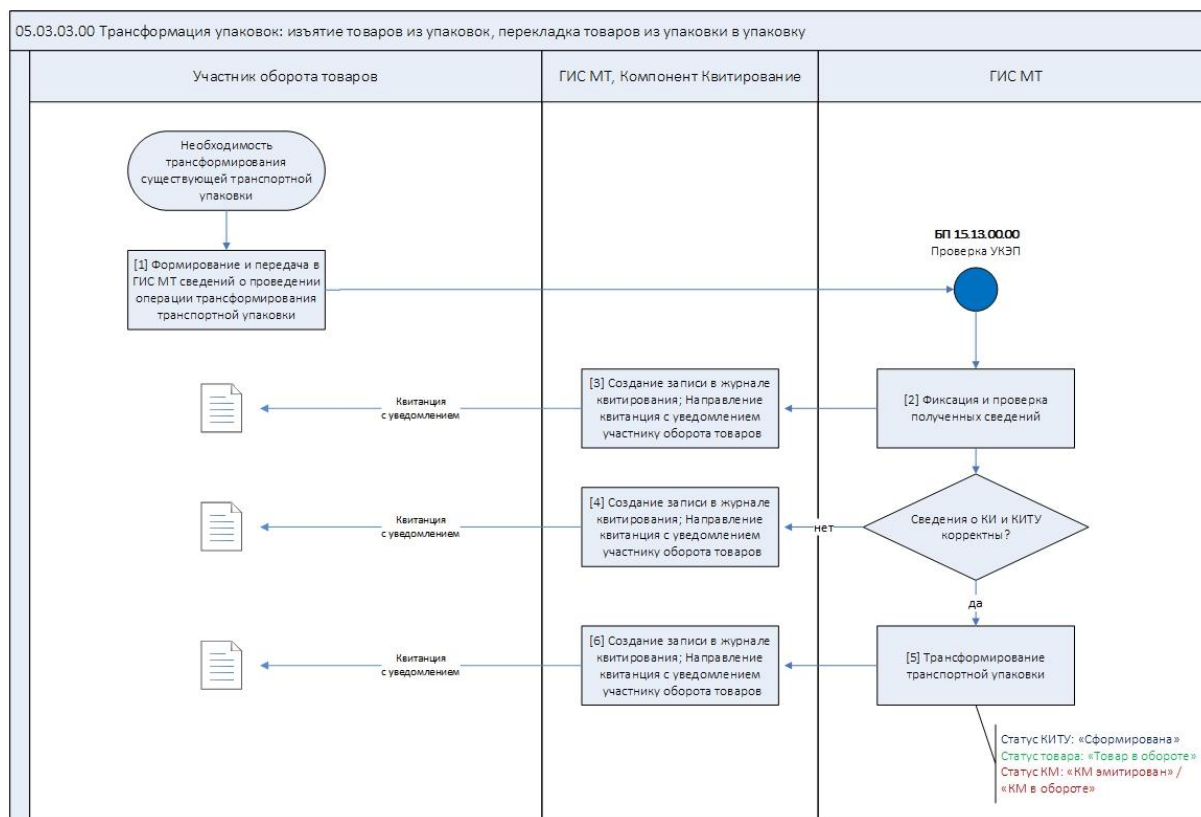 05.03.03.00 Трансформация упаковок: изъятие товаров из упаковок, перекладка товаров из упаковки в упаковку
Участник оборота товаров
ГИС МТ, Компонент Квитирование
ГИС МТ
Необходимость
трансформирования
существующей транспортной
упаковки
БП 15.13.00.00
Проверка УКЭП
[1] Формирование и передача в
ГИС МТ сведений о проведении
операции трансформирования
транспортной упаковки
Квитанция
с уведомлением
[3] Создание записи в журнале
квитирования; Направление
квитанция с уведомлением
участнику оборота товаров
[2] Фиксация и проверка
полученных сведений
Квитанция
с уведомлением
[4] Создание записи в журнале
квитирования; Направление
квитанция с уведомлением
участнику оборота товаров
нет
Сведения о КИ и КИТУ
корректны?
да
Квитанция
с уведомлением
[6] Создание записи в журнале
квитирования; Направление
квитанция с уведомлением
участнику оборота товаров
[5] Трансформирование
транспортной упаковки
Статус КИТУ: «Сформирована»
Статус товара: «Товар в обороте»
Статус КМ: «КМ эмитирован» /
«КМ в обороте»